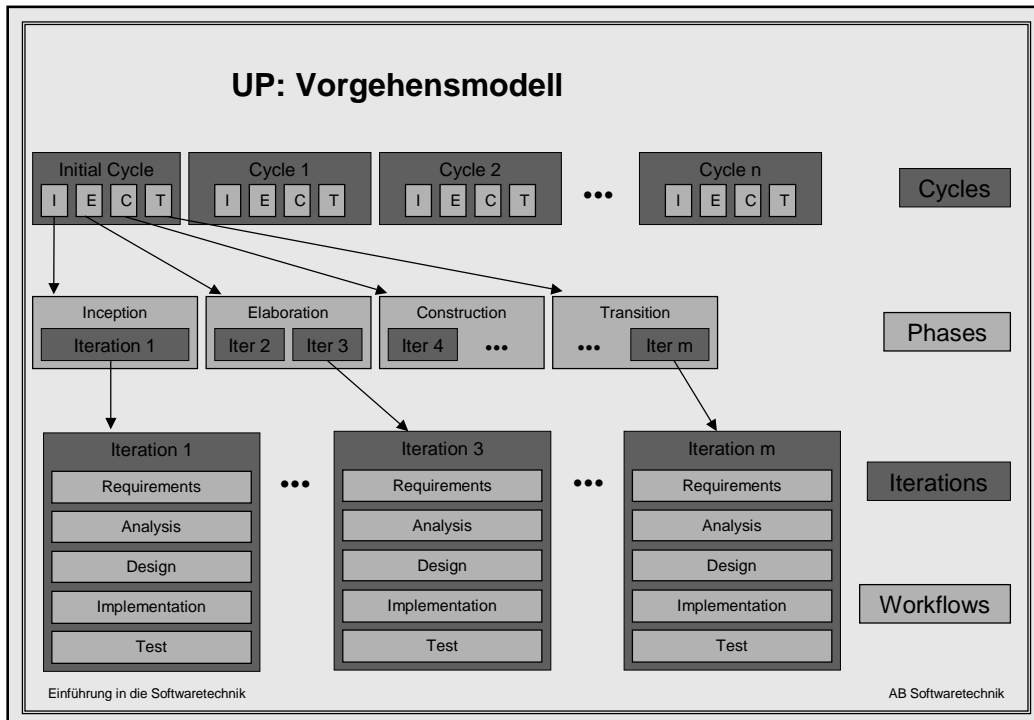 UP: Vorgehensmodell
Initial Cycle Cycle 1 Cycle 2 Cycle n
I E C T I E C T I E C T ••• I E C T Cycles
Inception Elaboration Construction Transition
Iteration 1 Iter 2 Iter 3 Iter 4 ••• ••• Iter m Phases
Iteration 1 Iteration 3 Iteration m
Requirements ••• Requirements ••• Requirements Iterations
Analysis Analysis Analysis
Design Design Design
Implementation Implementation Implementation Workflows
Test Test Test
Einführung in die Softwaretechnik AB Softwaretechnik